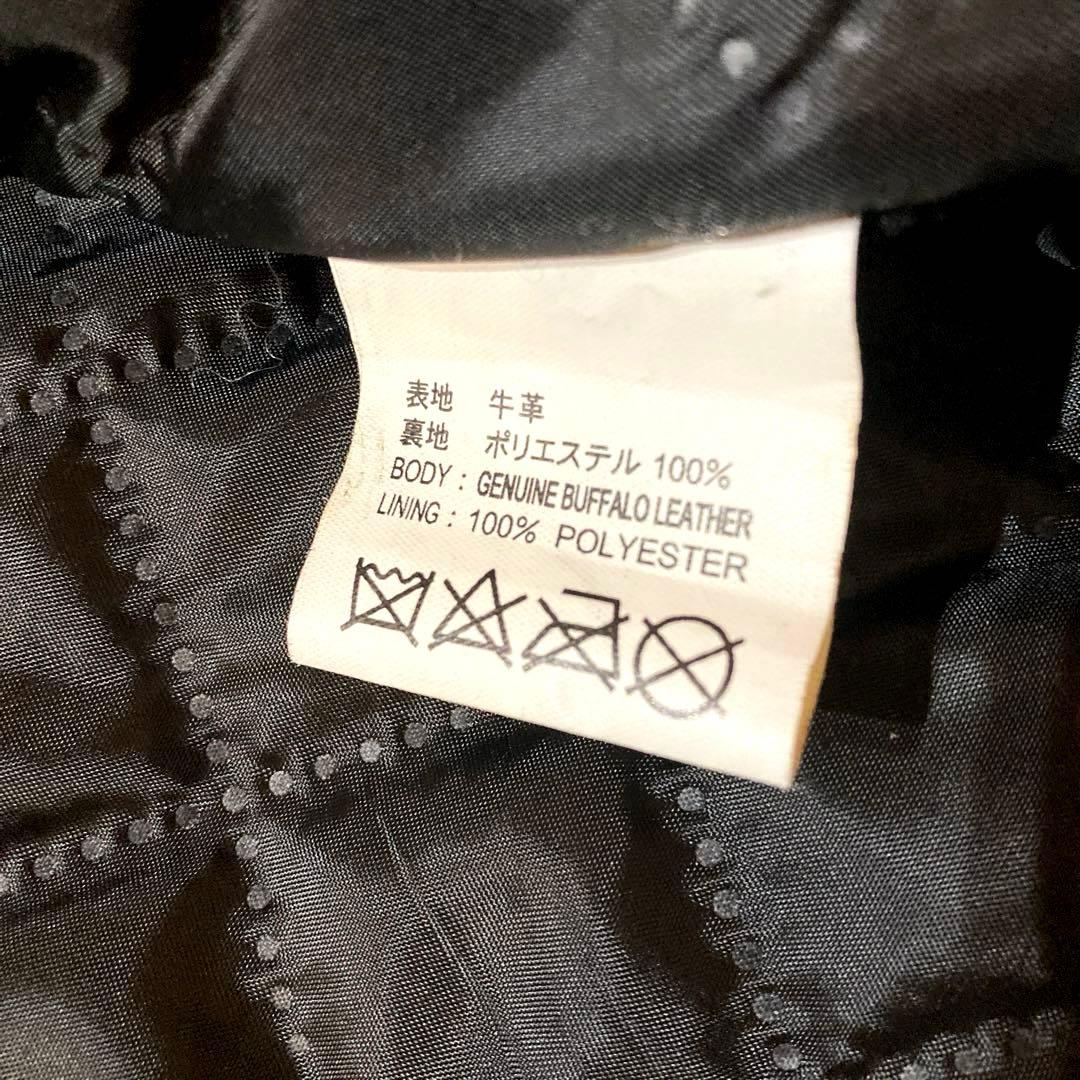 表地 牛革
裏地 ポリエステル 100%
BODY : GENUINE BUFFALO LEATHER
LINING : 100% POLYESTER